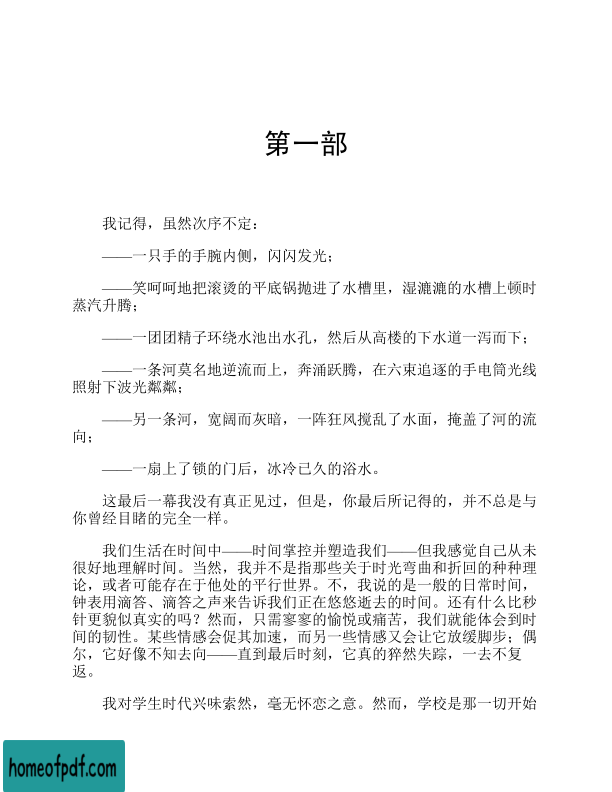 第一部
我记得，虽然次序不定：
——一只手的手腕内侧，闪闪发光；
——笑呵呵地把滚烫的平底锅抛进了水槽里，湿漉漉的水槽上顿时
蒸汽升腾；
——一团团精子环绕水池出水孔，然后从高楼的下水道一泻而下；
——一条河莫名地逆流而上，奔涌跃腾，在六束追逐的手电筒光线
照射下波光粼粼；
——另一条河，宽阔而灰暗，一阵狂风搅乱了水面，掩盖了河的流
向；
——一扇上了锁的门后，冰冷已久的浴水。
这最后一幕我没有真正见过，但是，你最后所记得的，并不总是与
你曾经目睹的完全一样。
我们生活在时间中——时间掌控并塑造我们——但我感觉自己从未
很好地理解时间。当然，我并不是指那些关于时光弯曲和折回的种种理
论，或者可能存在于他处的平行世界。不，我说的是一般的日常时间，
钟表用滴答、滴答之声来告诉我们正在悠悠逝去的时间。还有什么比秒
针更貌似真实的吗？然而，只需寥寥的愉悦或痛苦，我们就能体会到时
间的韧性。某些情感会促其加速，而另一些情感又会让它放缓脚步；偶
尔，它好像不知去向——直到最后时刻，它真的猝然失踪，一去不复
返。
我对学生时代兴味索然，毫无怀恋之意。然而，学校是那一切开始
homeofpdf.com